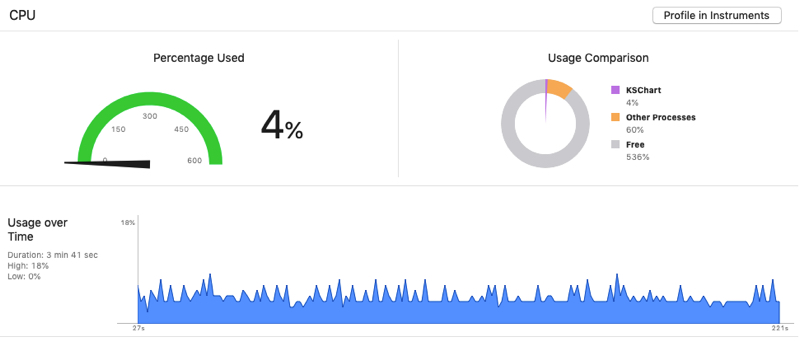 CPU
Profile in Instruments
Percentage Used
0
150
300
450
600
4%
Usage Comparison
KSChart
4%
Other Processes
60%
Free
536%
Usage over
Time
Duration: 3 min 41 sec
High: 18%
Low: 0%
18%
27s
221s